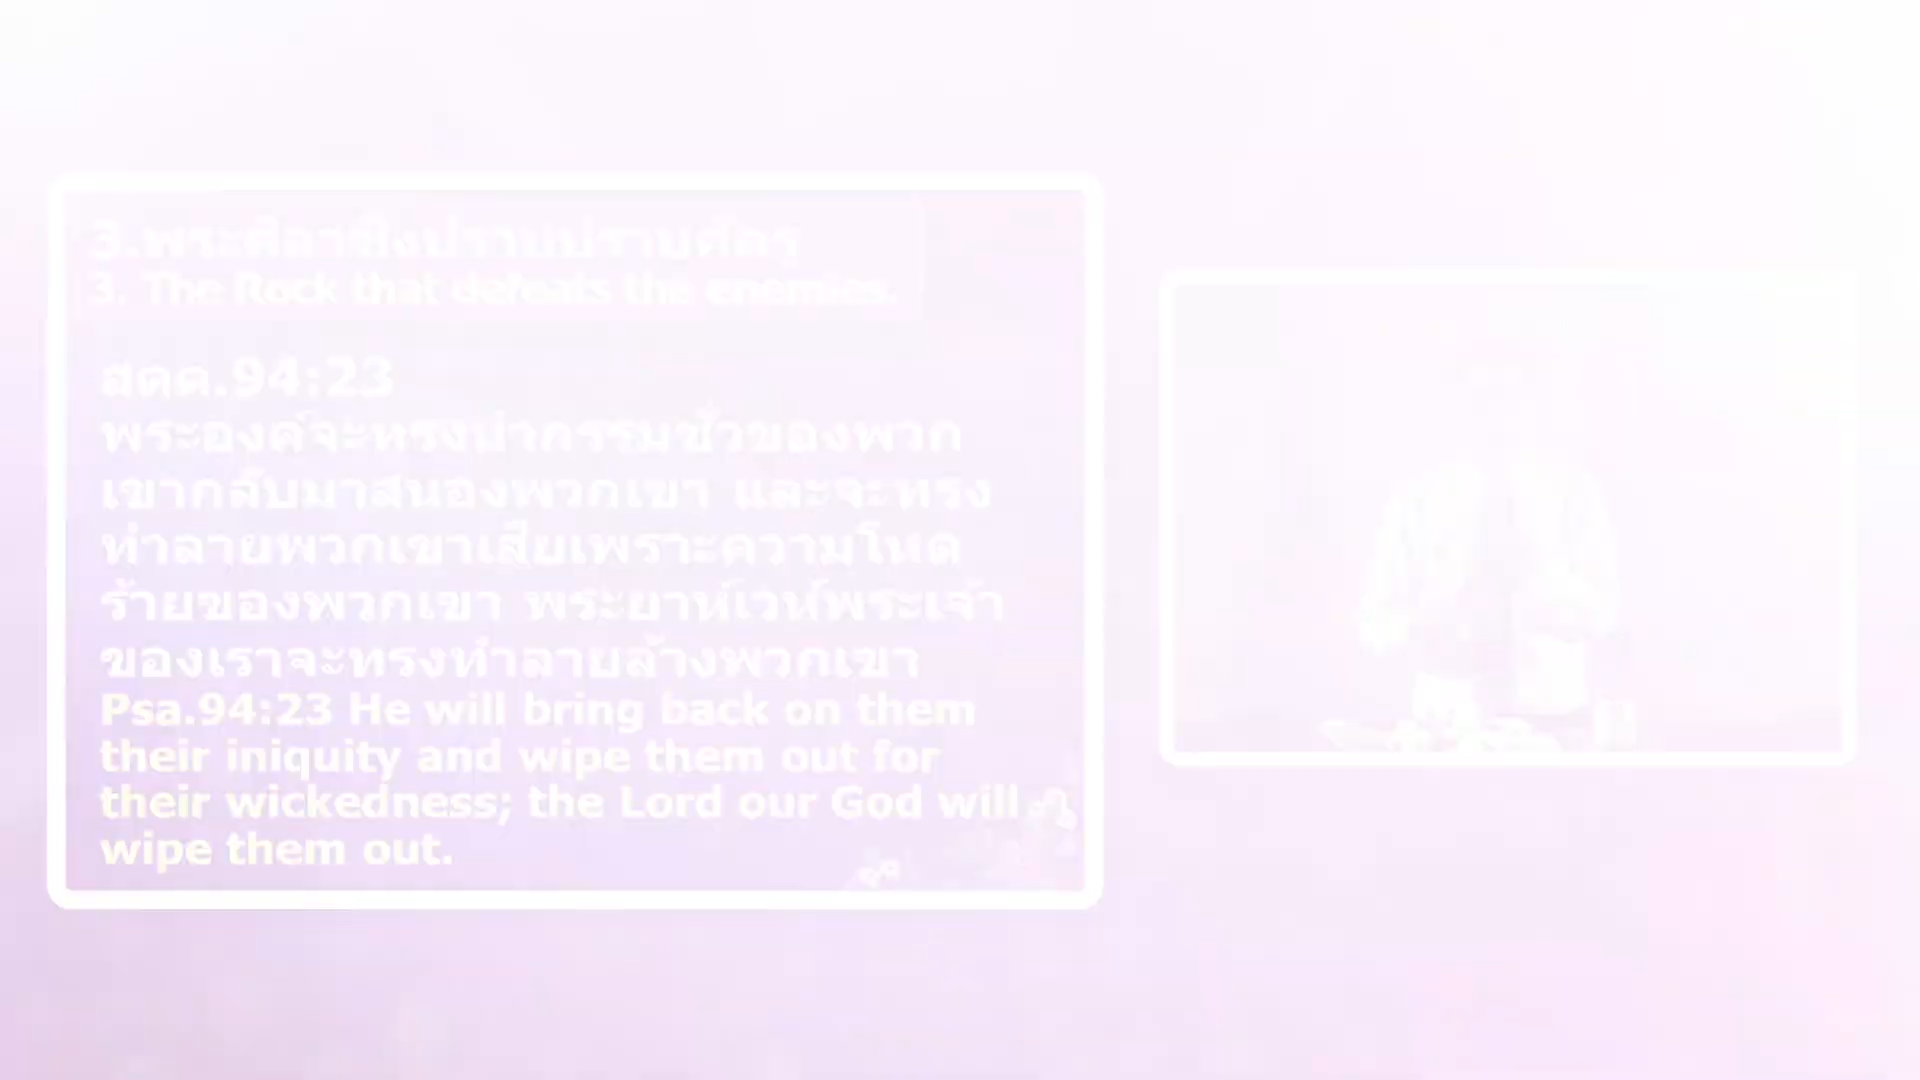 3.พระศิลาซึ่งปราบปรามศัตรู
3. The Rock that defeats the enemies.
สดด.94:23
พระองค์จะทรงนำกรรมชั่วของพวก
เขากลับมาสนองพวกเขา และจะทรง
ทำลายพวกเขาเสียเพราะความโหด
ร้ายของพวกเขา พระยาห์เวห์พระเจ้า
ของเราจะทรงทำลายล้างพวกเขา
Psa.94:23 He will bring back on them
their iniquity and wipe them out for
their wickedness; the Lord our God will
wipe them out.